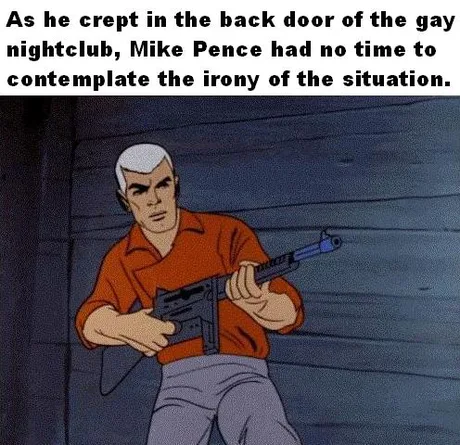 As he crept in the back door of the gay
nightclub, Mike Pence had no time to
contemplate the irony of the situation.